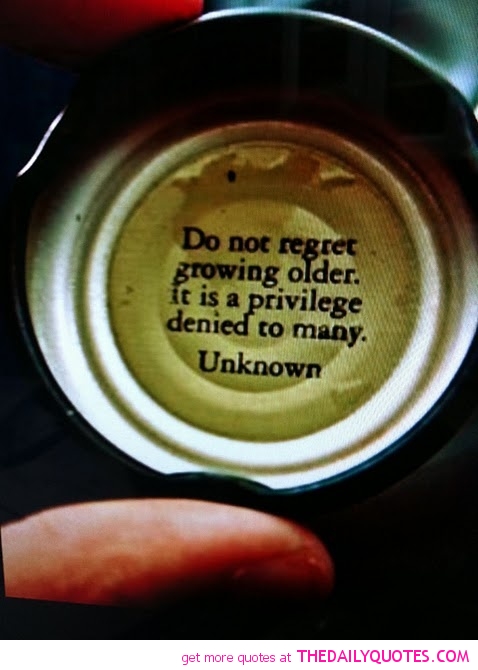 Do not regret
growing older.
it is a privilege
denied to many.
Unknown
get more quotes at THEDAILYQUOTES.COM